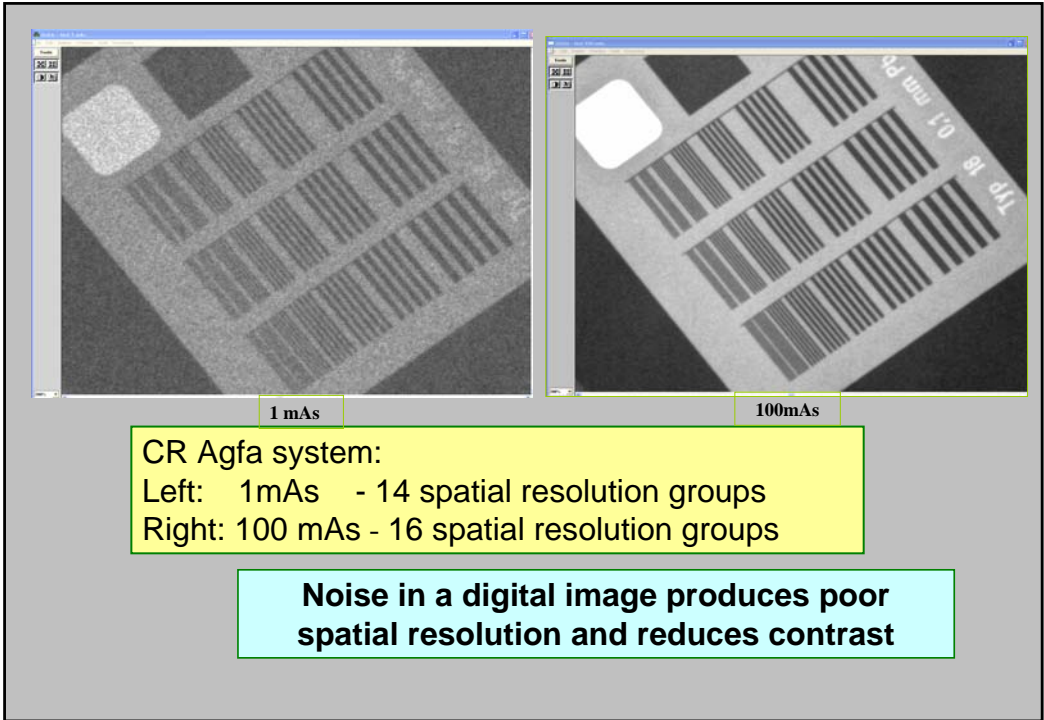 0,1 mm Pb
Typ 18
1 mAs
100mAs
CR Agfa system:
Left: 1mAs - 14 spatial resolution groups
Right: 100 mAs - 16 spatial resolution groups
Noise in a digital image produces poor
spatial resolution and reduces contrast